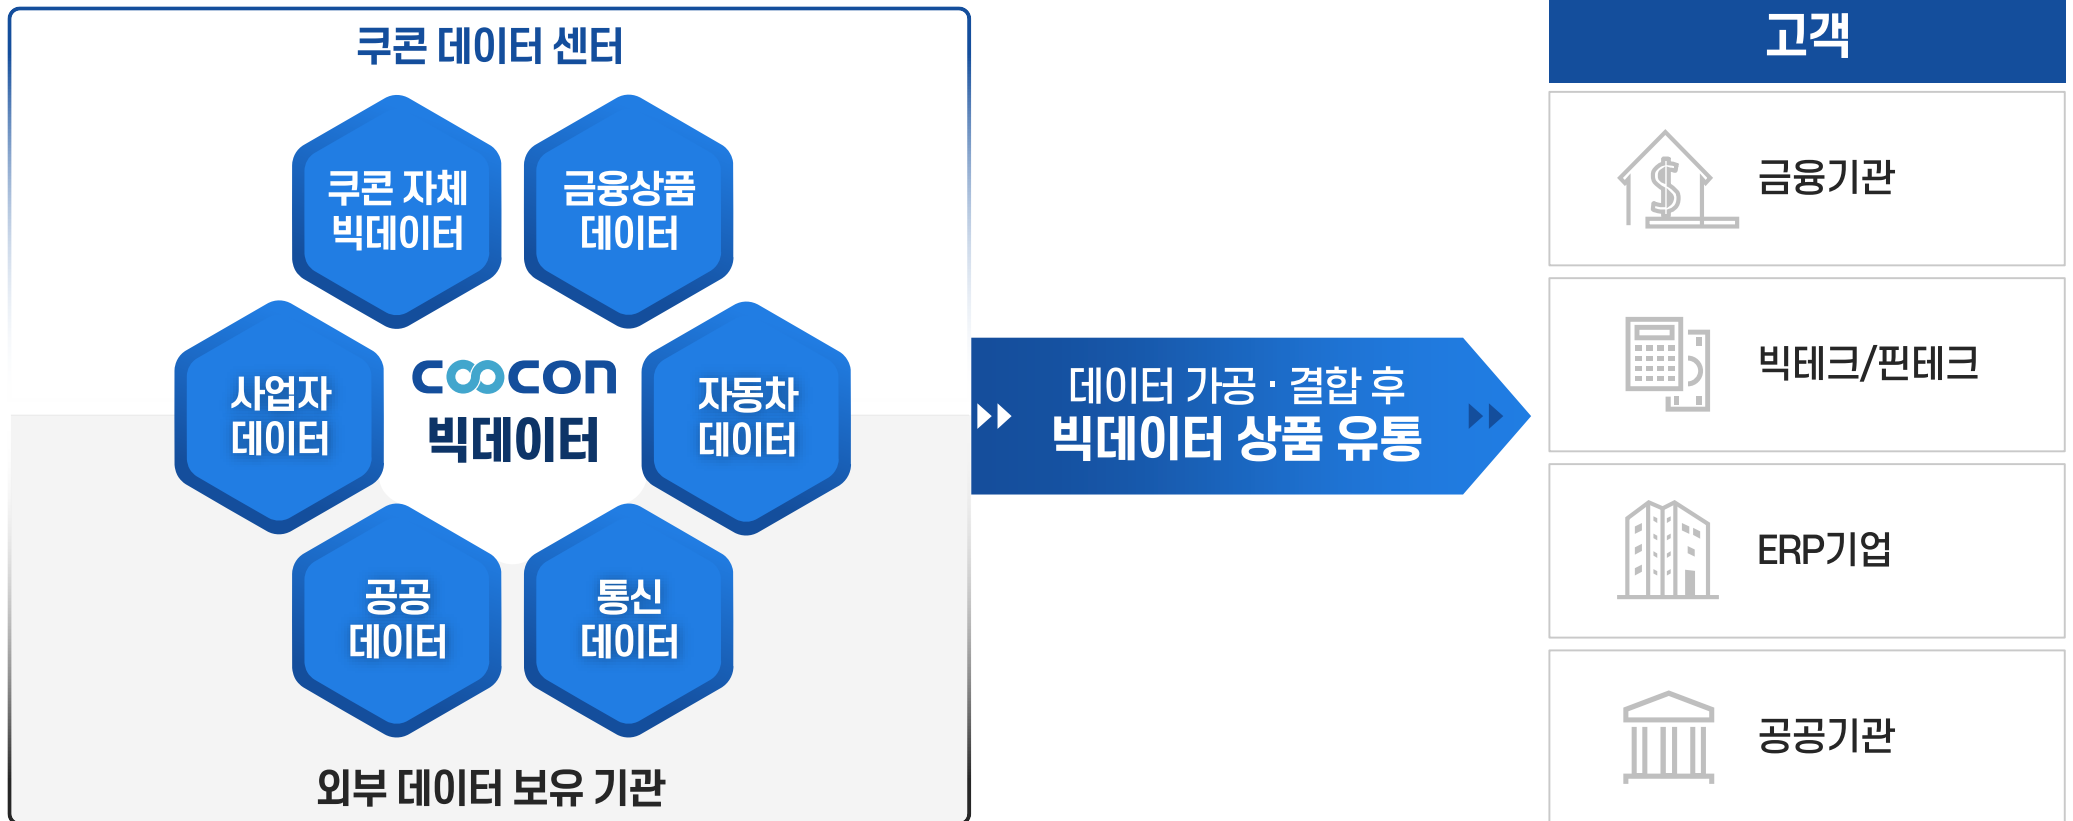 쿠콘 데이터 센터
쿠콘 자체
빅데이터
금융상품
데이터
사업자
데이터
coocon
빅데이터
자동차
데이터
공공
데이터
통신
데이터
외부 데이터 보유 기관
데이터 가공 · 결합 후
빅데이터 상품 유통
고객
금융기관
빅테크/핀테크
ERP기업
공공기관